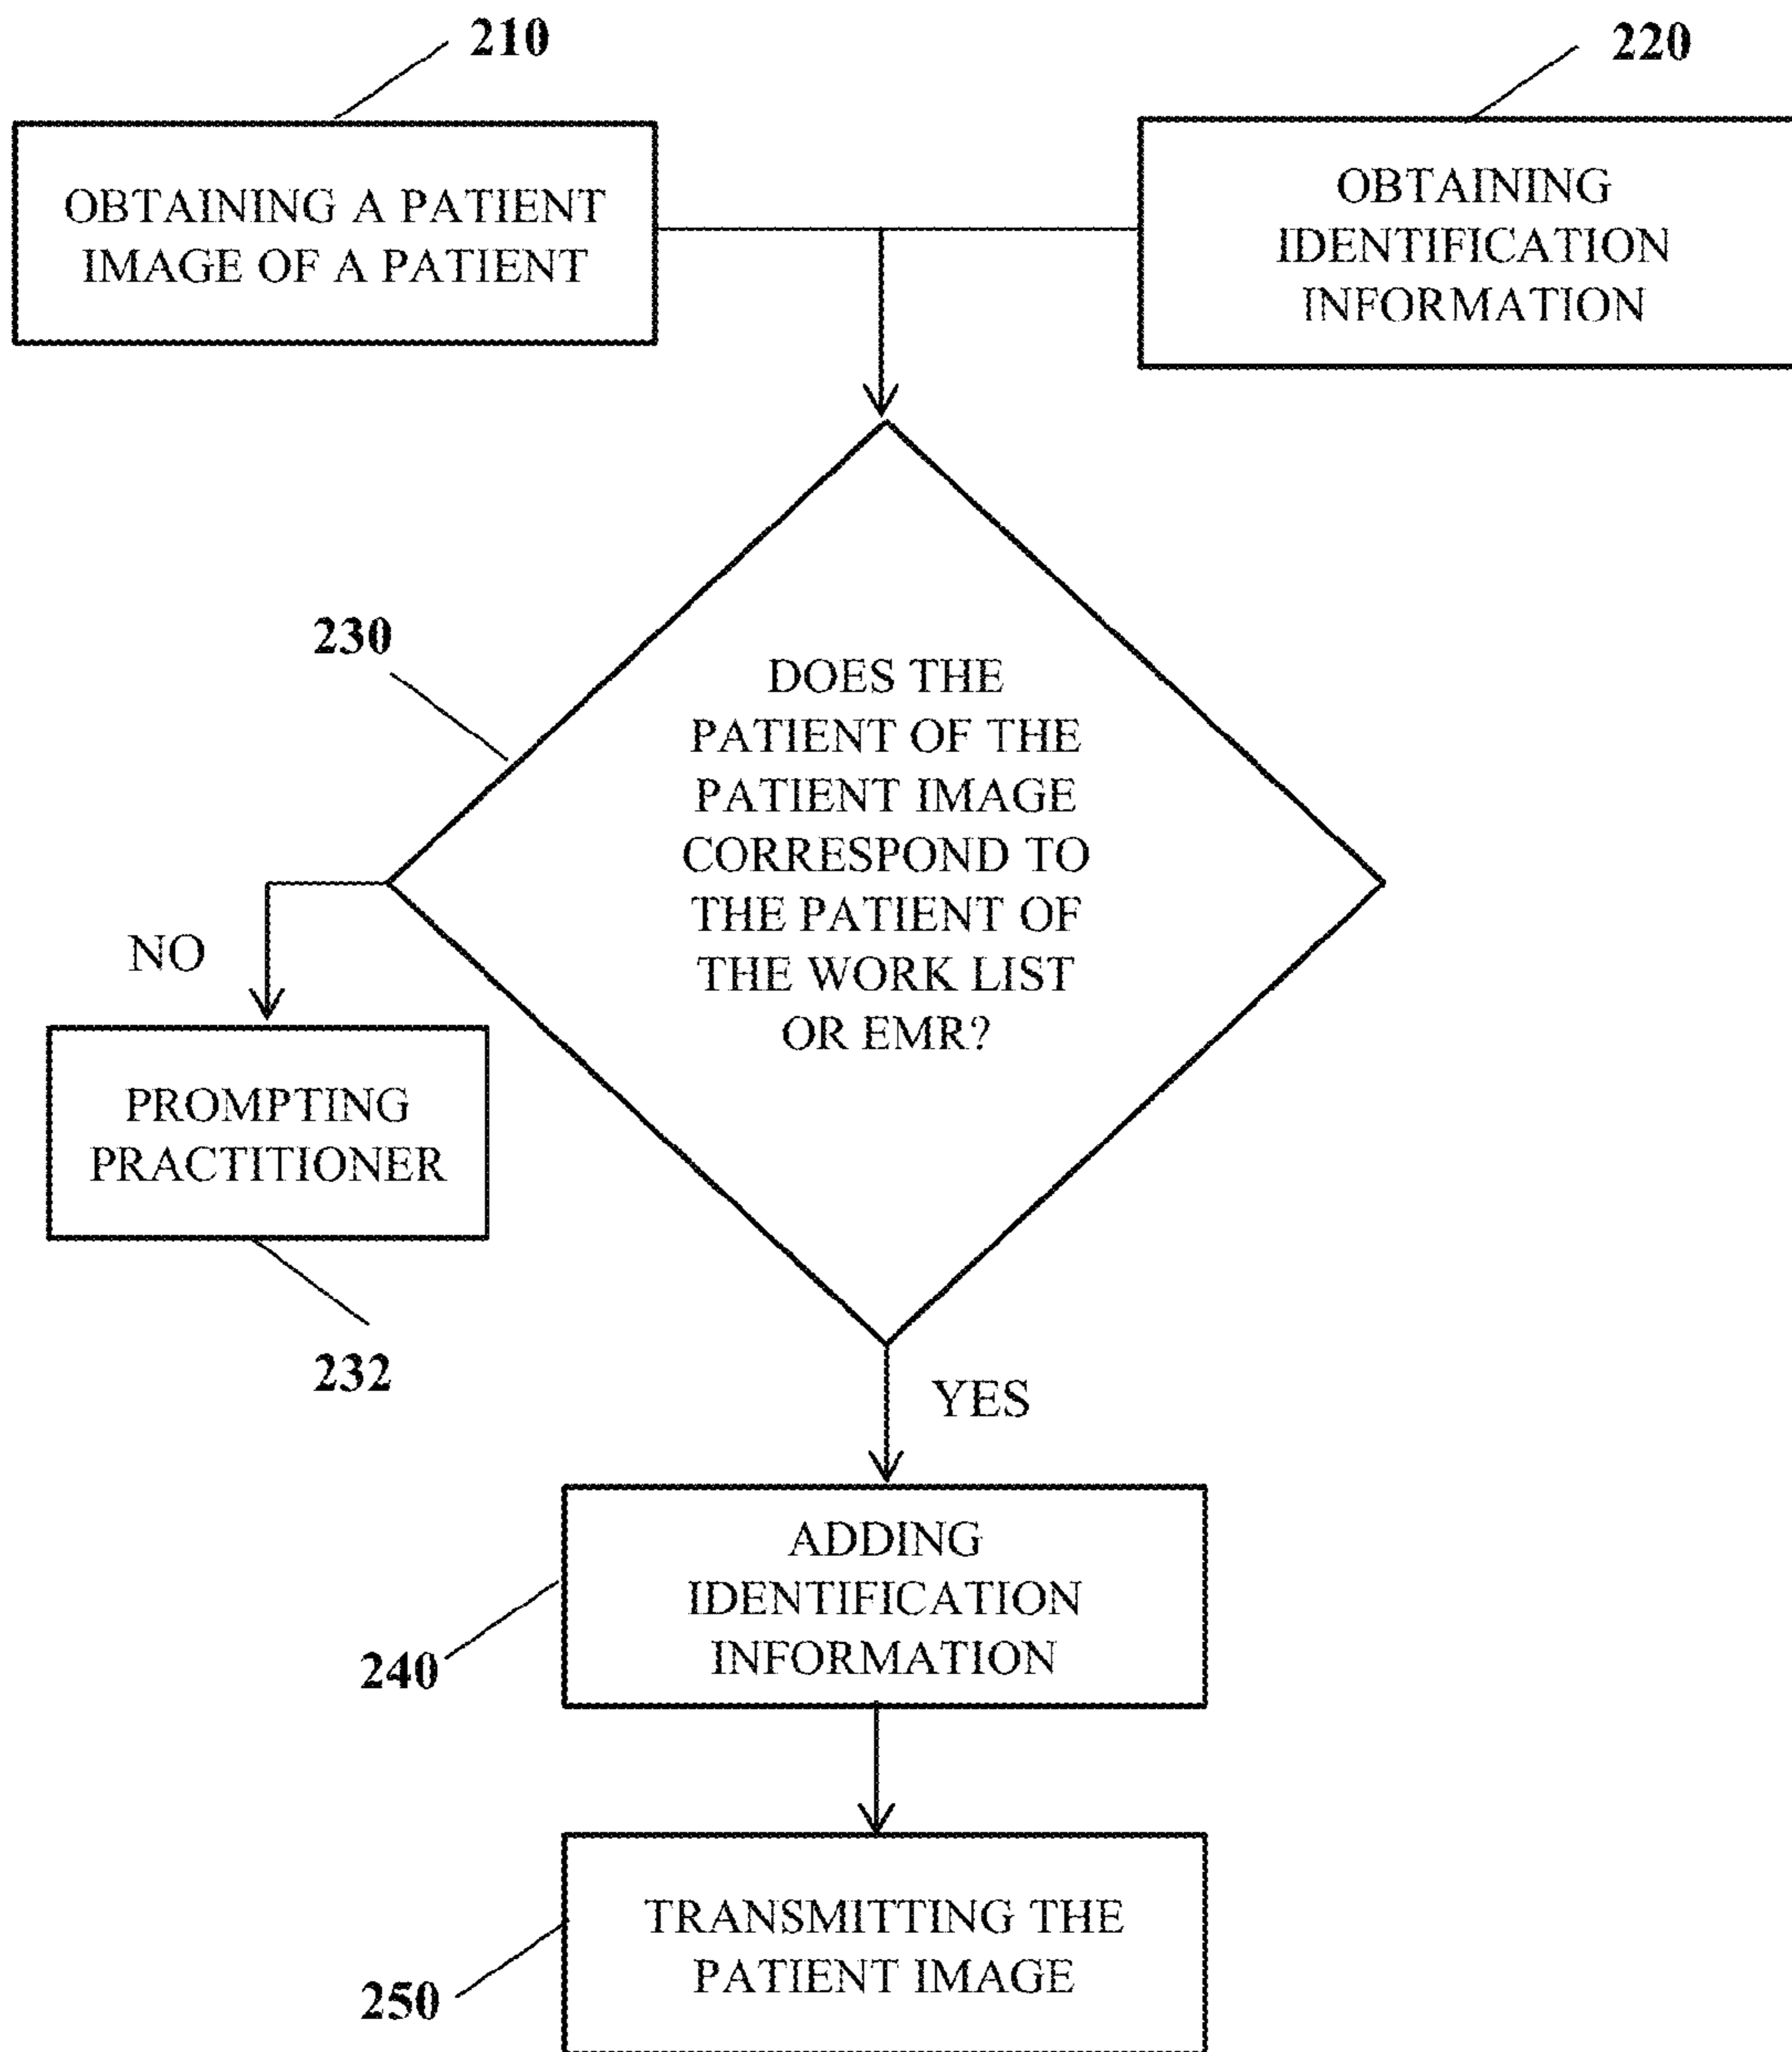 210
220
OBTAINING A PATIENT
IMAGE OF A PATIENT
OBTAINING
IDENTIFICATION
INFORMATION
230
DOES THE
PATIENT OF THE
PATIENT IMAGE
CORRESPOND TO
THE PATIENT OF
THE WORK LIST
OR EMR?
NO
PROMPTING
PRACTITIONER
232
YES
ADDING
IDENTIFICATION
INFORMATION
240
TRANSMITTING THE
PATIENT IMAGE
250